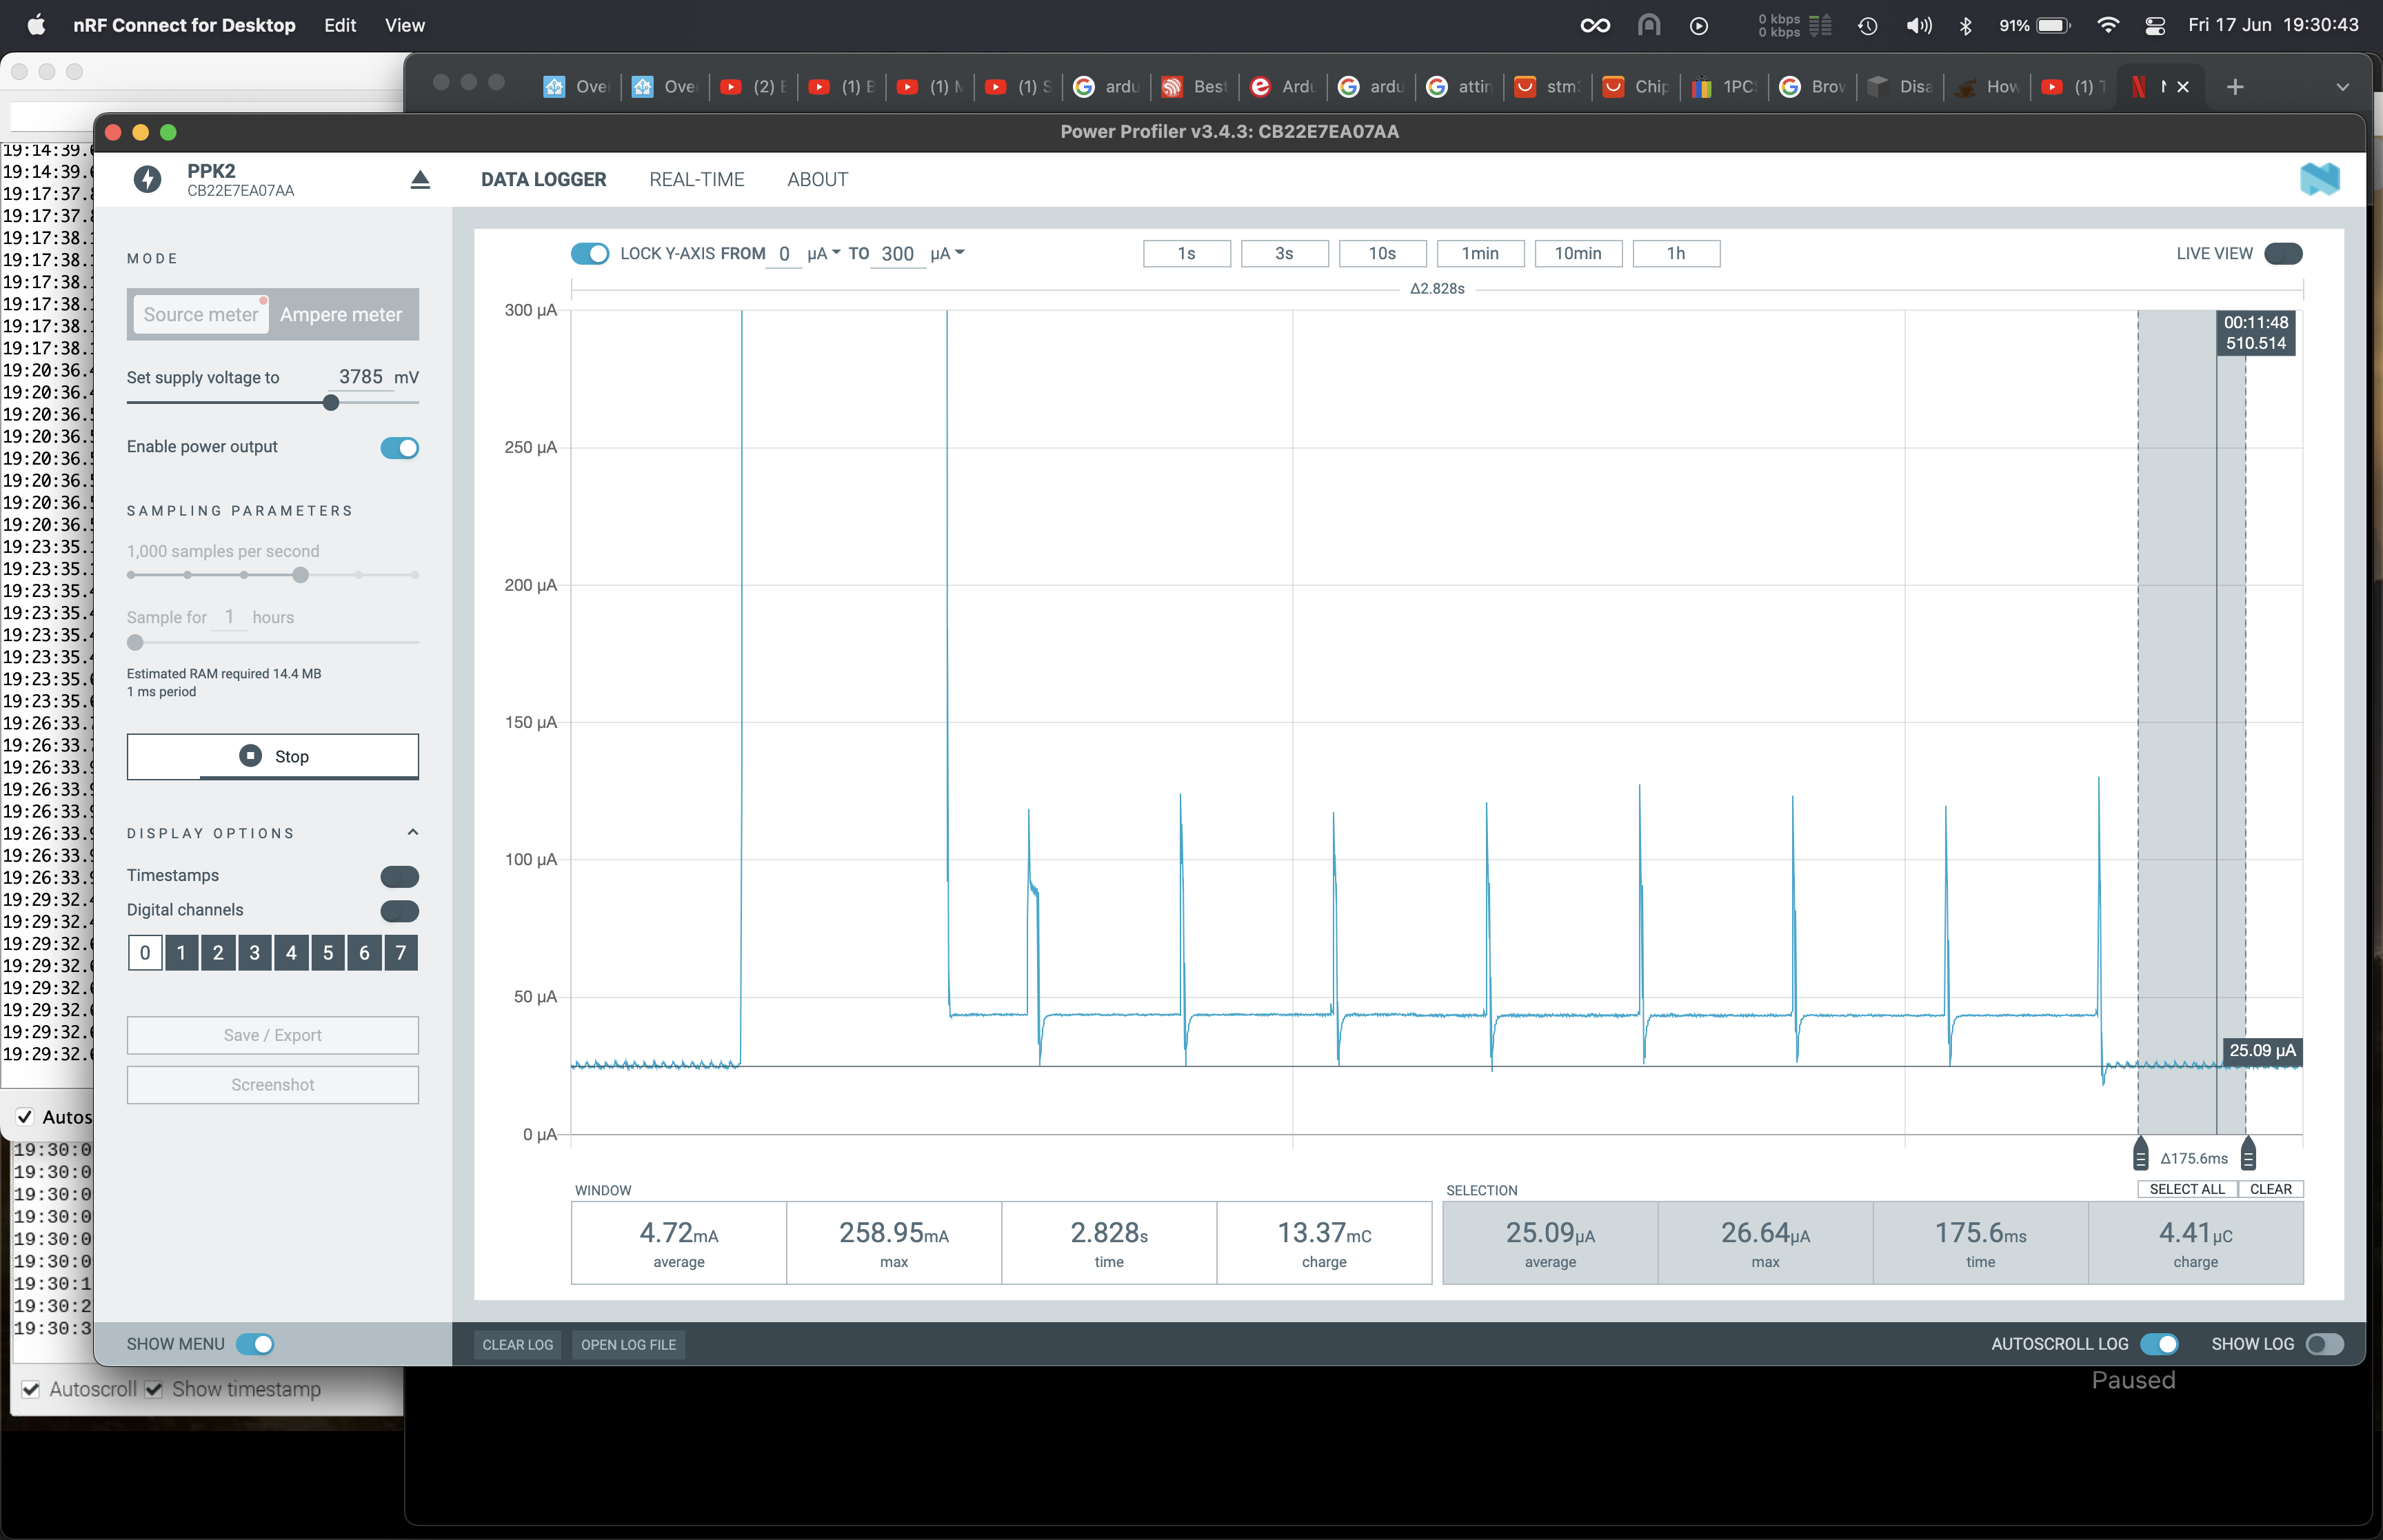 nRF Connect for Desktop Edit View
0 kbps
0 kbps
91%
Fri 17 Jun 19:30:43
Over Over (2) (1) (1) (1) S ardu Best Ardu ardu attin stm Chip 1PC Brow Disa How (1)
Power Profiler v3.4.3: CB22E7EA07AA
PPK2
CB22E7EA07AA
DATA LOGGER REAL-TIME ABOUT
MODE
Source meter Ampere meter
Set supply voltage to 3785 mV
Enable power output
SAMPLING PARAMETERS
1,000 samples per second
Sample for 1 hours
Estimated RAM required 14.4 MB
1 ms period
Stop
DISPLAY OPTIONS
Timestamps
Digital channels
0 1 2 3 4 5 6 7
Save / Export
Screenshot
SHOW MENU
LOCK Y-AXIS FROM 0 µA TO 300 µA
1s 3s 10s 1min 10min 1h
LIVE VIEW
Δ2.828s
300 µA
250 µA
200 µA
150 µA
100 µA
50 µA
0 µA
00:11:48
510.514
25.09 µA
Δ175.6ms
WINDOW
4.72mA
average
258.95mA
max
2.828s
time
13.37mC
charge
SELECTION
SELECT ALL CLEAR
25.09µA
average
26.64µA
max
175.6ms
time
4.41µC
charge
CLEAR LOG OPEN LOG FILE
AUTOSCROLL LOG SHOW LOG
19:14:39.
19:14:39.
19:17:37.
19:17:37.
19:17:38.1
19:17:38.1
19:17:38.1
19:17:38.1
19:17:38.1
19:17:38.1
19:20:36.
19:20:36.
19:20:36.
19:20:36.
19:20:36.
19:20:36.
19:20:36.
19:20:36.
19:23:35.1
19:23:35.1
19:23:35.
19:23:35.
19:23:35.
19:23:35.
19:23:35.
19:23:35.
19:26:33.
19:26:33.
19:26:33.
19:26:33.
19:26:33.
19:26:33.
19:26:33.
19:26:33.
19:29:32.
19:29:32.
19:29:32.
19:29:32.
19:29:32.
19:29:32.
19:29:32.
19:29:32.
Autos
19:30:0
19:30:0
19:30:0
19:30:0
19:30:0
19:30:0
19:30:1
19:30:2
19:30:3
Autoscroll Show timestamp
Paused